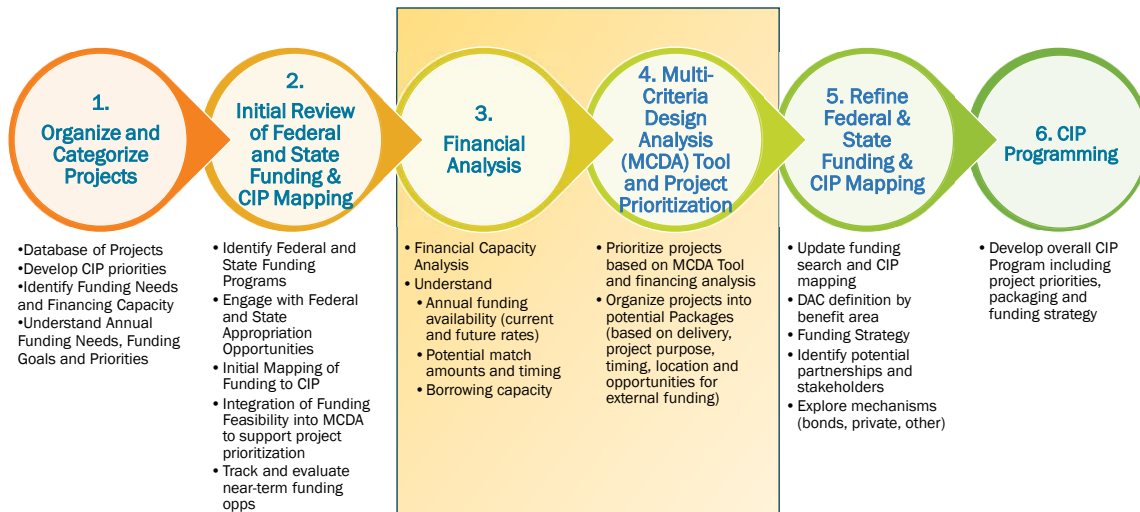 1.
Organize and
Categorize
Projects
•Database of Projects
•Develop CIP priorities
•Identify Funding Needs
and Financing Capacity
•Understand Annual
Funding Needs, Funding
Goals and Priorities
2.
Initial Review
of Federal
and State
Funding &
CIP Mapping
• Identify Federal and
State Funding
Programs
• Engage with Federal
and State
Appropriation
Opportunities
• Initial Mapping of
Funding to CIP
• Integration of Funding
Feasibility into MCDA
to support project
prioritization
• Track and evaluate
near-term funding
opps
3.
Financial
Analysis
• Financial Capacity
Analysis
• Understand
• Annual funding
availability (current
and future rates)
• Potential match
amounts and timing
• Borrowing capacity
4. Multi-
Criteria
Design
Analysis
(MCDA) Tool
and Project
Prioritization
• Prioritize projects
based on MCDA Tool
and financing analysis
• Organize projects into
potential Packages
(based on delivery,
project purpose,
timing, location and
opportunities for
external funding)
5. Refine
Federal &
State
Funding &
CIP Mapping
• Update funding
search and CIP
mapping
• DAC definition by
benefit area
• Funding Strategy
• Identify potential
partnerships and
stakeholders
• Explore mechanisms
(bonds, private, other)
6. CIP
Programming
• Develop overall CIP
Program including
project priorities,
packaging and
funding strategy